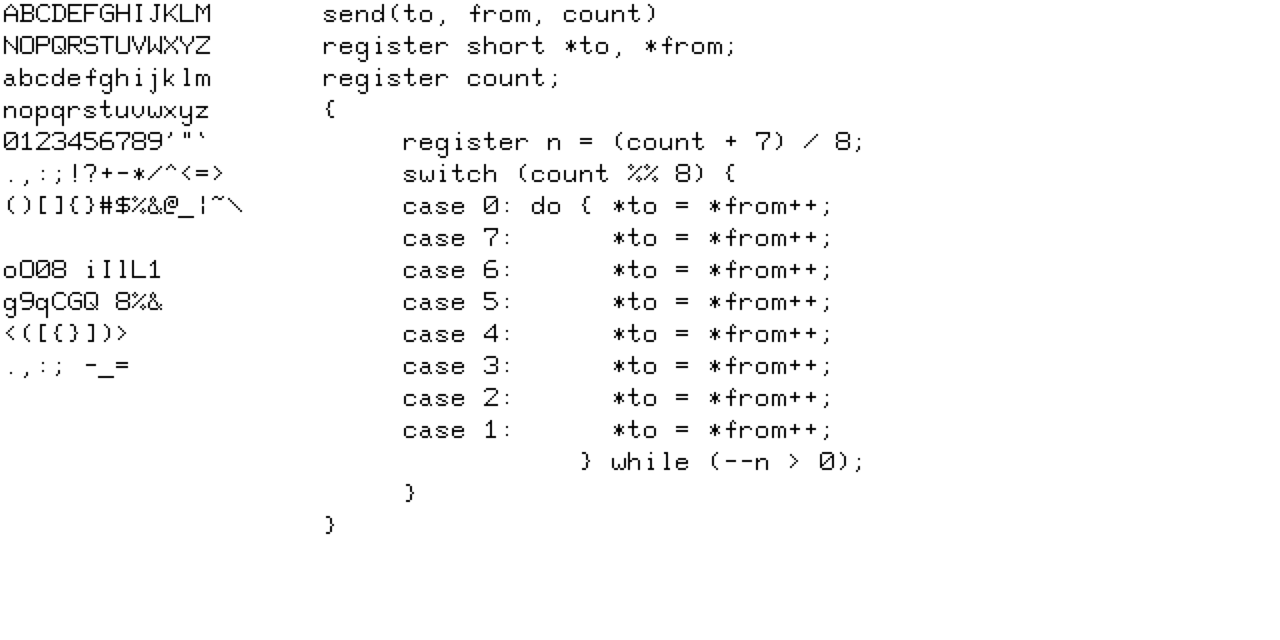 ABCDEFGHIJKLM
NOPQRSTUVWXYZ
abcdefghijklm
nopqrstuvwxyz
0123456789'"`
.,:;!?+-*/^<=>
()[]{}#$%&@_¦~\
oO08 iIlL1
g9qCGQ 8%&
<([{}])>
.,:; -_=
send(to, from, count)
register short *to, *from;
register count;
{
     register n = (count + 7) / 8;
     switch (count %% 8) {
     case 0: do { *to = *from++;
     case 7:      *to = *from++;
     case 6:      *to = *from++;
     case 5:      *to = *from++;
     case 4:      *to = *from++;
     case 3:      *to = *from++;
     case 2:      *to = *from++;
     case 1:      *to = *from++;
                } while (--n > 0);
     }
}